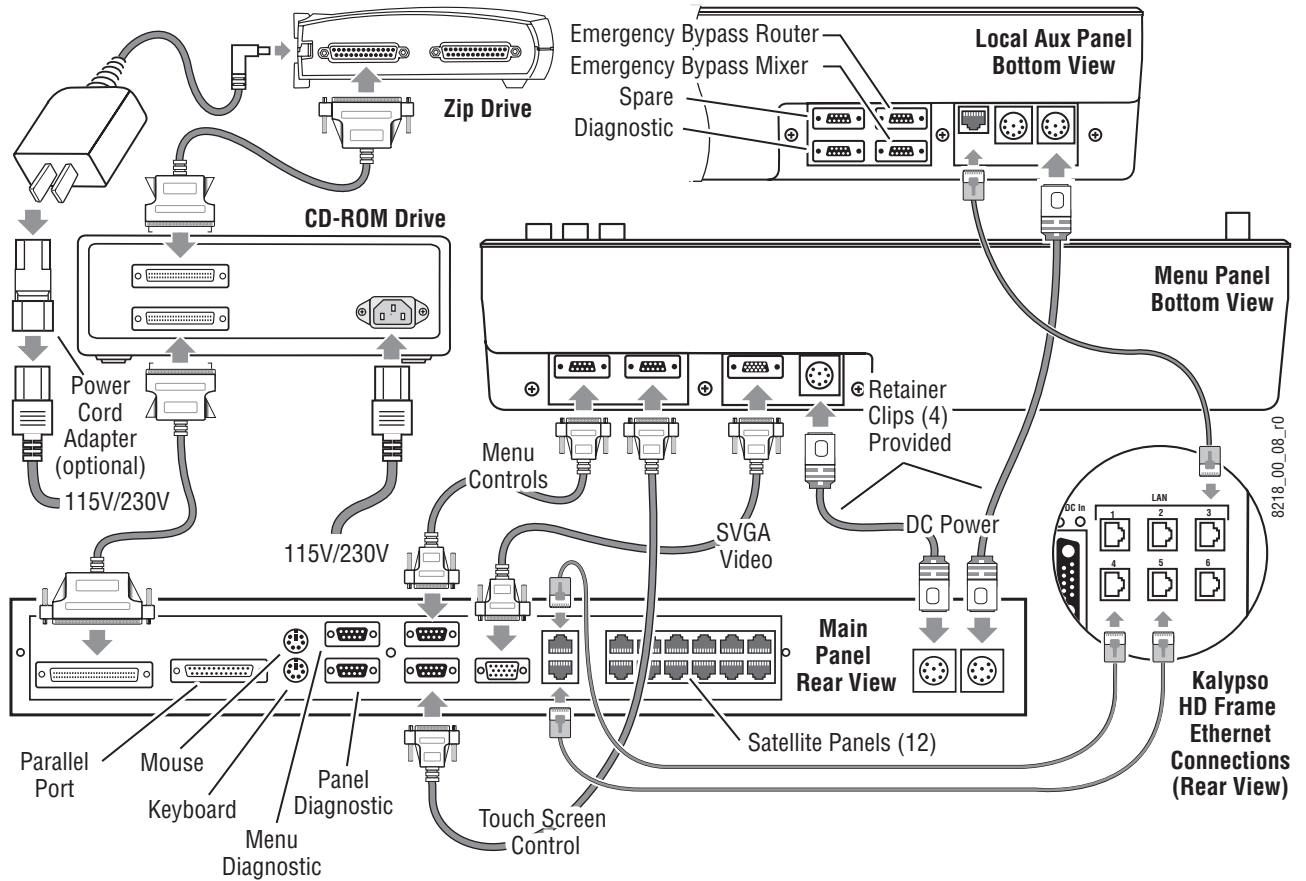 Emergency Bypass Router
Emergency Bypass Mixer
Spare
Diagnostic
Local Aux Panel
Bottom View
Zip Drive
CD-ROM Drive
Menu Panel
Bottom View
Power
Cord
Adapter
(optional)
115V/230V
115V/230V
Menu
Controls
SVGA
Video
Retainer
Clips (4)
Provided
DC Power
8218_00_08_r0
DC In
LAN
1
2
3
4
5
6
Main
Panel
Rear View
Kalypso
HD Frame
Ethernet
Connections
(Rear View)
Satellite Panels (12)
Parallel
Port
Mouse
Keyboard
Menu
Diagnostic
Panel
Diagnostic
Touch Screen
Control